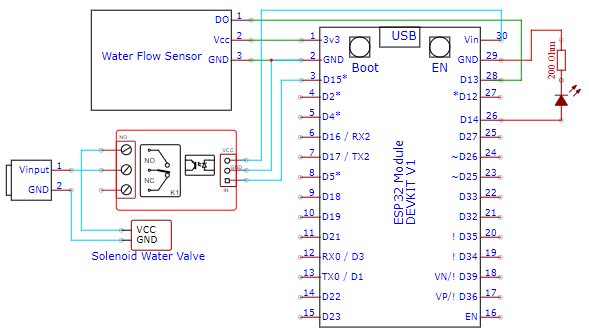 Water Flow Sensor
DO 1
Vcc 2
GND 3
USB
Boot
EN
ESP32 Module
DEVKIT V1
1 3v3
2 GND
3 D15*
4 D2*
5 D4*
6 D16 / RX2
7 D17 / TX2
8 D5*
9 D18
10 D19
11 D21
12 RX0 / D3
13 TX0 / D1
14 D22
15 D23
Vin 30
GND 29
D13 28
*D12 27
D14 26
D27 25
~D26 24
~D25 23
D33 22
D32 21
! D35 20
! D34 19
VN/! D39 18
VP/! D36 17
EN 16
200 Ohm
NO
NO
NC
K1
VCC
GND
IN
Vinput 1
GND 2
VCC
GND
Solenoid Water Valve